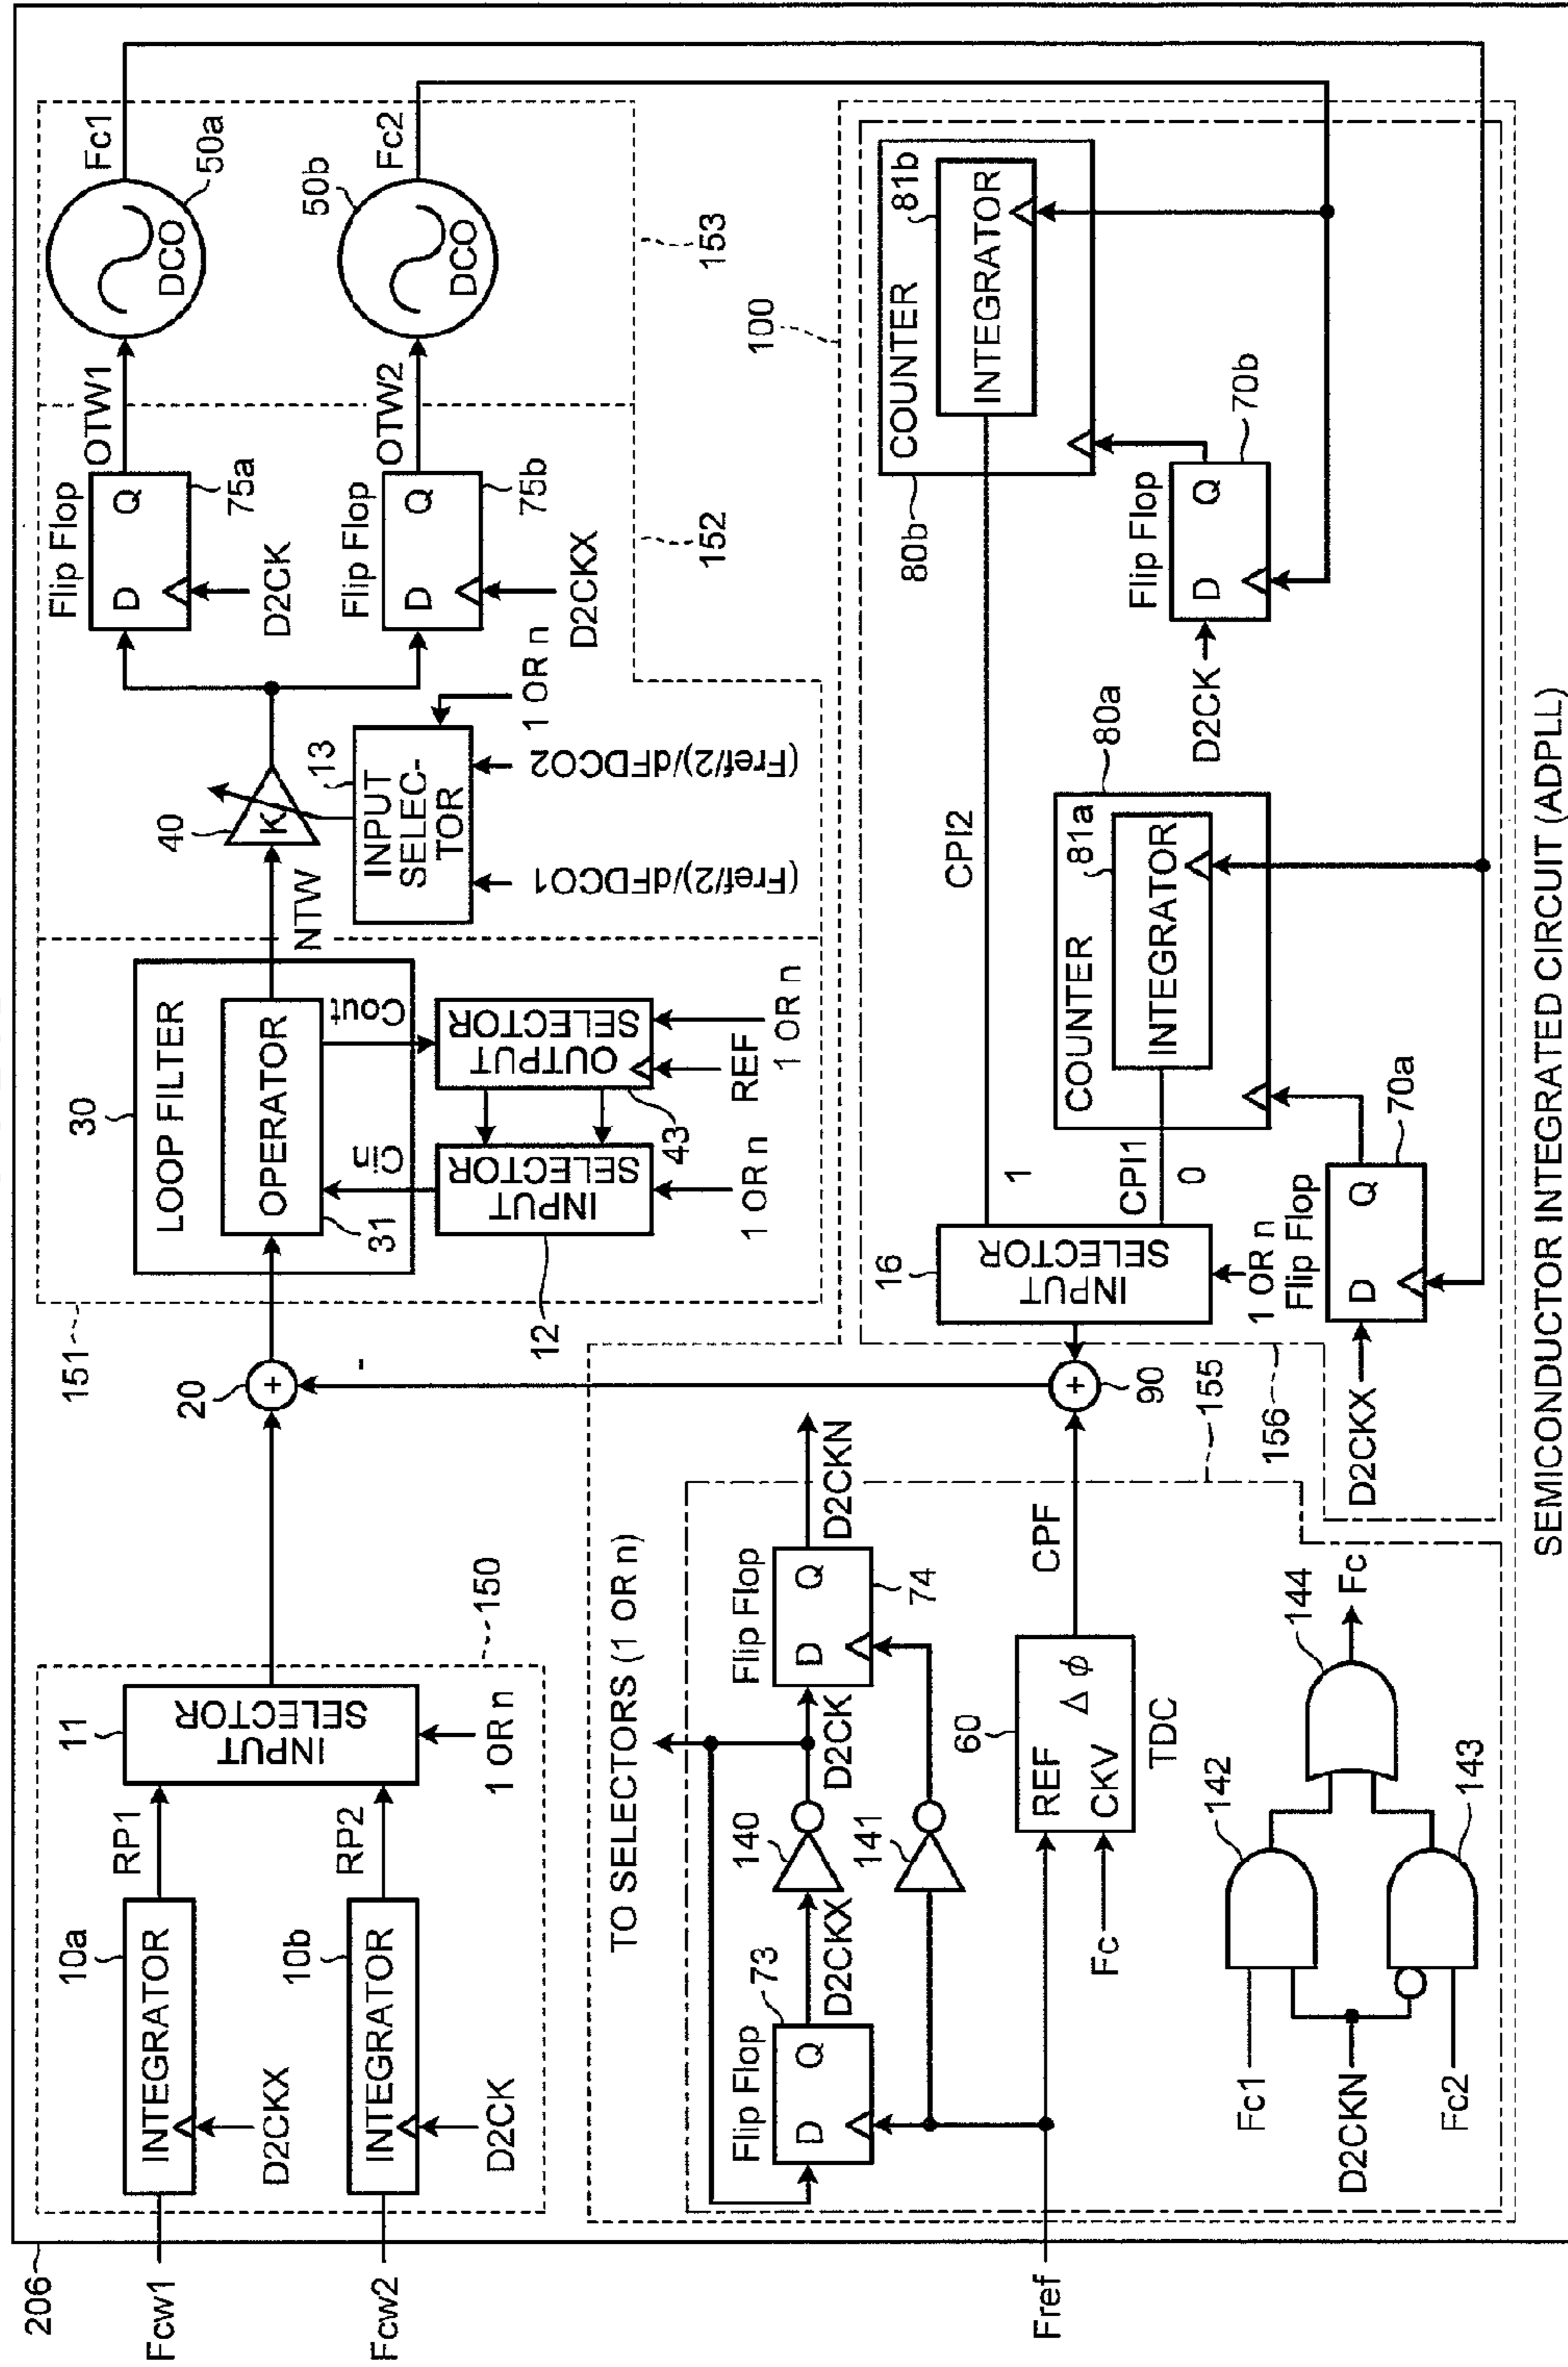 206
Fcw1
Fcw2
Fref
10a
INTEGRATOR
D2CKX
RP1
10b
INTEGRATOR
D2CK
RP2
11
INPUT
SELECTOR
1 OR n
150
20
+
-
151
30
LOOP FILTER
OPERATOR
31
Cin
Cout
INPUT
SELECTOR
12
1 OR n
OUTPUT
SELECTOR
43
REF
1 OR n
NTW
40
K
13
INPUT
SELEC-
TOR
1 OR n
(Fref/2)/dFDCO1
(Fref/2)/dFDCO2
Flip Flop
D
Q
75a
D2CK
OTW1
Flip Flop
D
Q
75b
D2CKX
OTW2
152
DCO
50a
Fc1
DCO
50b
Fc2
153
100
TO SELECTORS (1 OR n)
Flip Flop
D
Q
73
D2CKX
140
D2CK
141
Flip Flop
D
Q
74
D2CKN
60
REF
CKV
Δ ϕ
TDC
Fc
CPF
+
90
155
156
Fc1
D2CKN
Fc2
142
143
144
Fc
16
INPUT
SELECTOR
1 OR n
1
0
CPI2
CPI1
COUNTER
80a
INTEGRATOR
81a
Flip Flop
D
Q
70a
D2CKX
COUNTER
80b
INTEGRATOR
81b
Flip Flop
D
Q
70b
D2CK
SEMICONDUCTOR INTEGRATED CIRCUIT (ADPLL)